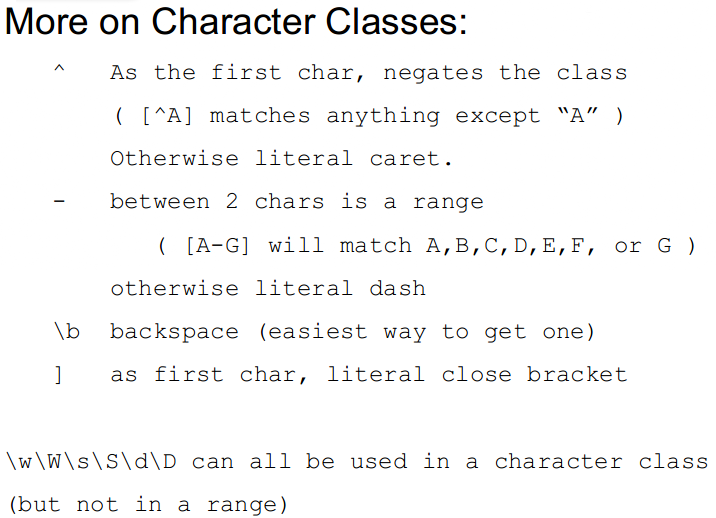 More on Character Classes:
^ As the first char, negates the class
( [^A] matches anything except “A” )
Otherwise literal caret.
- between 2 chars is a range
( [A-G] will match A,B,C,D,E,F, or G )
otherwise literal dash
\b backspace (easiest way to get one)
] as first char, literal close bracket
\w\W\s\S\d\D can all be used in a character class
(but not in a range)